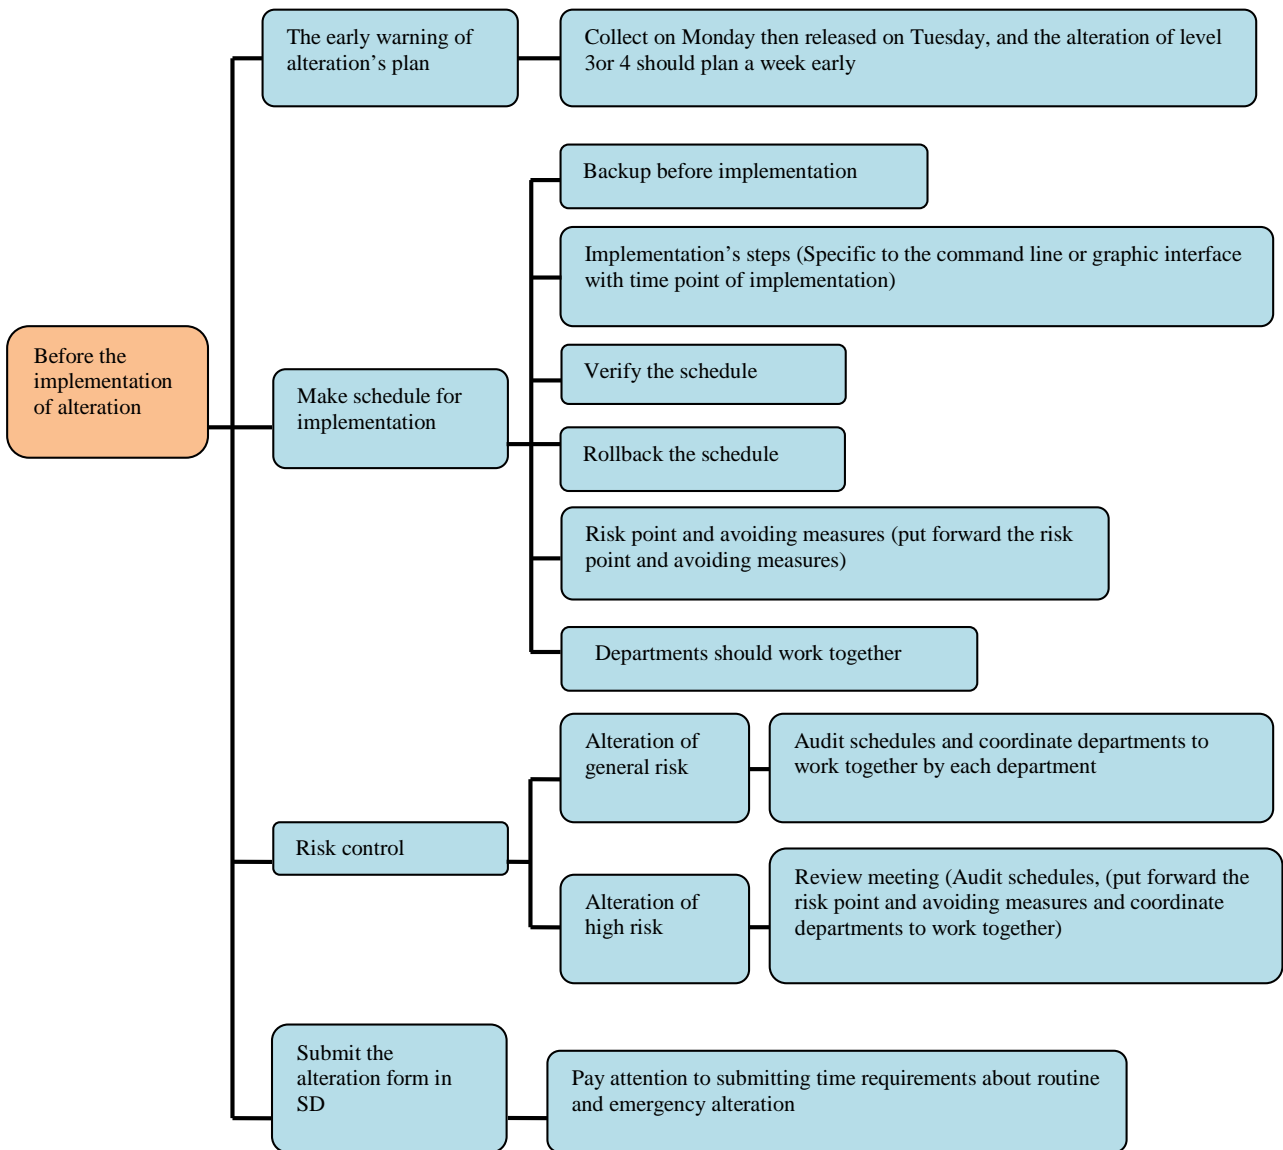 The early warning of
alteration’s plan
Collect on Monday then released on Tuesday, and the alteration of level
3or 4 should plan a week early
Backup before implementation
Implementation’s steps (Specific to the command line or graphic interface
with time point of implementation)
Before the
implementation
of alteration
Make schedule for
implementation
Verify the schedule
Rollback the schedule
Risk point and avoiding measures (put forward the risk
point and avoiding measures)
Departments should work together
Risk control
Alteration of
general risk
Audit schedules and coordinate departments to
work together by each department
Alteration of
high risk
Review meeting (Audit schedules, (put forward the
risk point and avoiding measures and coordinate
departments to work together)
Submit the
alteration form in
SD
Pay attention to submitting time requirements about routine
and emergency alteration